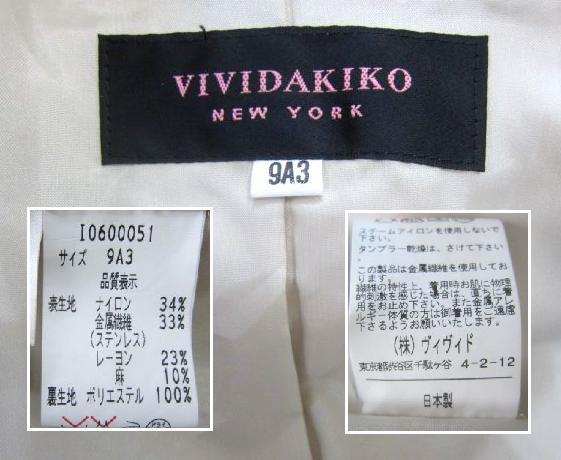 VIVIDAKIKO
NEW YORK
9A3
I0600051
サイズ 9A3
品質表示
表生地 ナイロン 34%
金属繊維 33%
(ステンレス)
レーヨン 23%
麻 10%
裏生地 ポリエステル 100%
スチームアイロンを使用しないで
下さい。
タンブラー乾燥は、さけて下さい
。
この製品は金属繊維を使用してお
ります。
繊維の特性上、着用時お肌に物理
的刺激を感じた場合は、直ちに着
用をお止め下さい。また金属アレ
ルギー体質の方は御着用をご遠慮
下さるようお願いいたします。
(株)ヴィヴィド
東京都渋谷区千駄ヶ谷 4-2-12
日本製